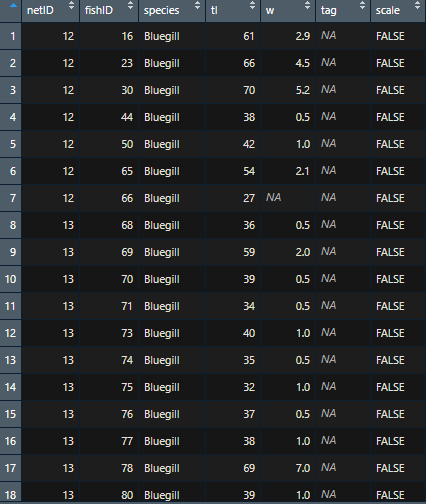 netID fishID species tl w tag scale
1 12 16 Bluegill 61 2.9 NA FALSE
2 12 23 Bluegill 66 4.5 NA FALSE
3 12 30 Bluegill 70 5.2 NA FALSE
4 12 44 Bluegill 38 0.5 NA FALSE
5 12 50 Bluegill 42 1.0 NA FALSE
6 12 65 Bluegill 54 2.1 NA FALSE
7 12 66 Bluegill 27 NA NA FALSE
8 13 68 Bluegill 36 0.5 NA FALSE
9 13 69 Bluegill 59 2.0 NA FALSE
10 13 70 Bluegill 39 0.5 NA FALSE
11 13 71 Bluegill 34 0.5 NA FALSE
12 13 73 Bluegill 40 1.0 NA FALSE
13 13 74 Bluegill 35 0.5 NA FALSE
14 13 75 Bluegill 32 1.0 NA FALSE
15 13 76 Bluegill 37 0.5 NA FALSE
16 13 77 Bluegill 38 1.0 NA FALSE
17 13 78 Bluegill 69 7.0 NA FALSE
18 13 80 Bluegill 39 1.0 NA FALSE